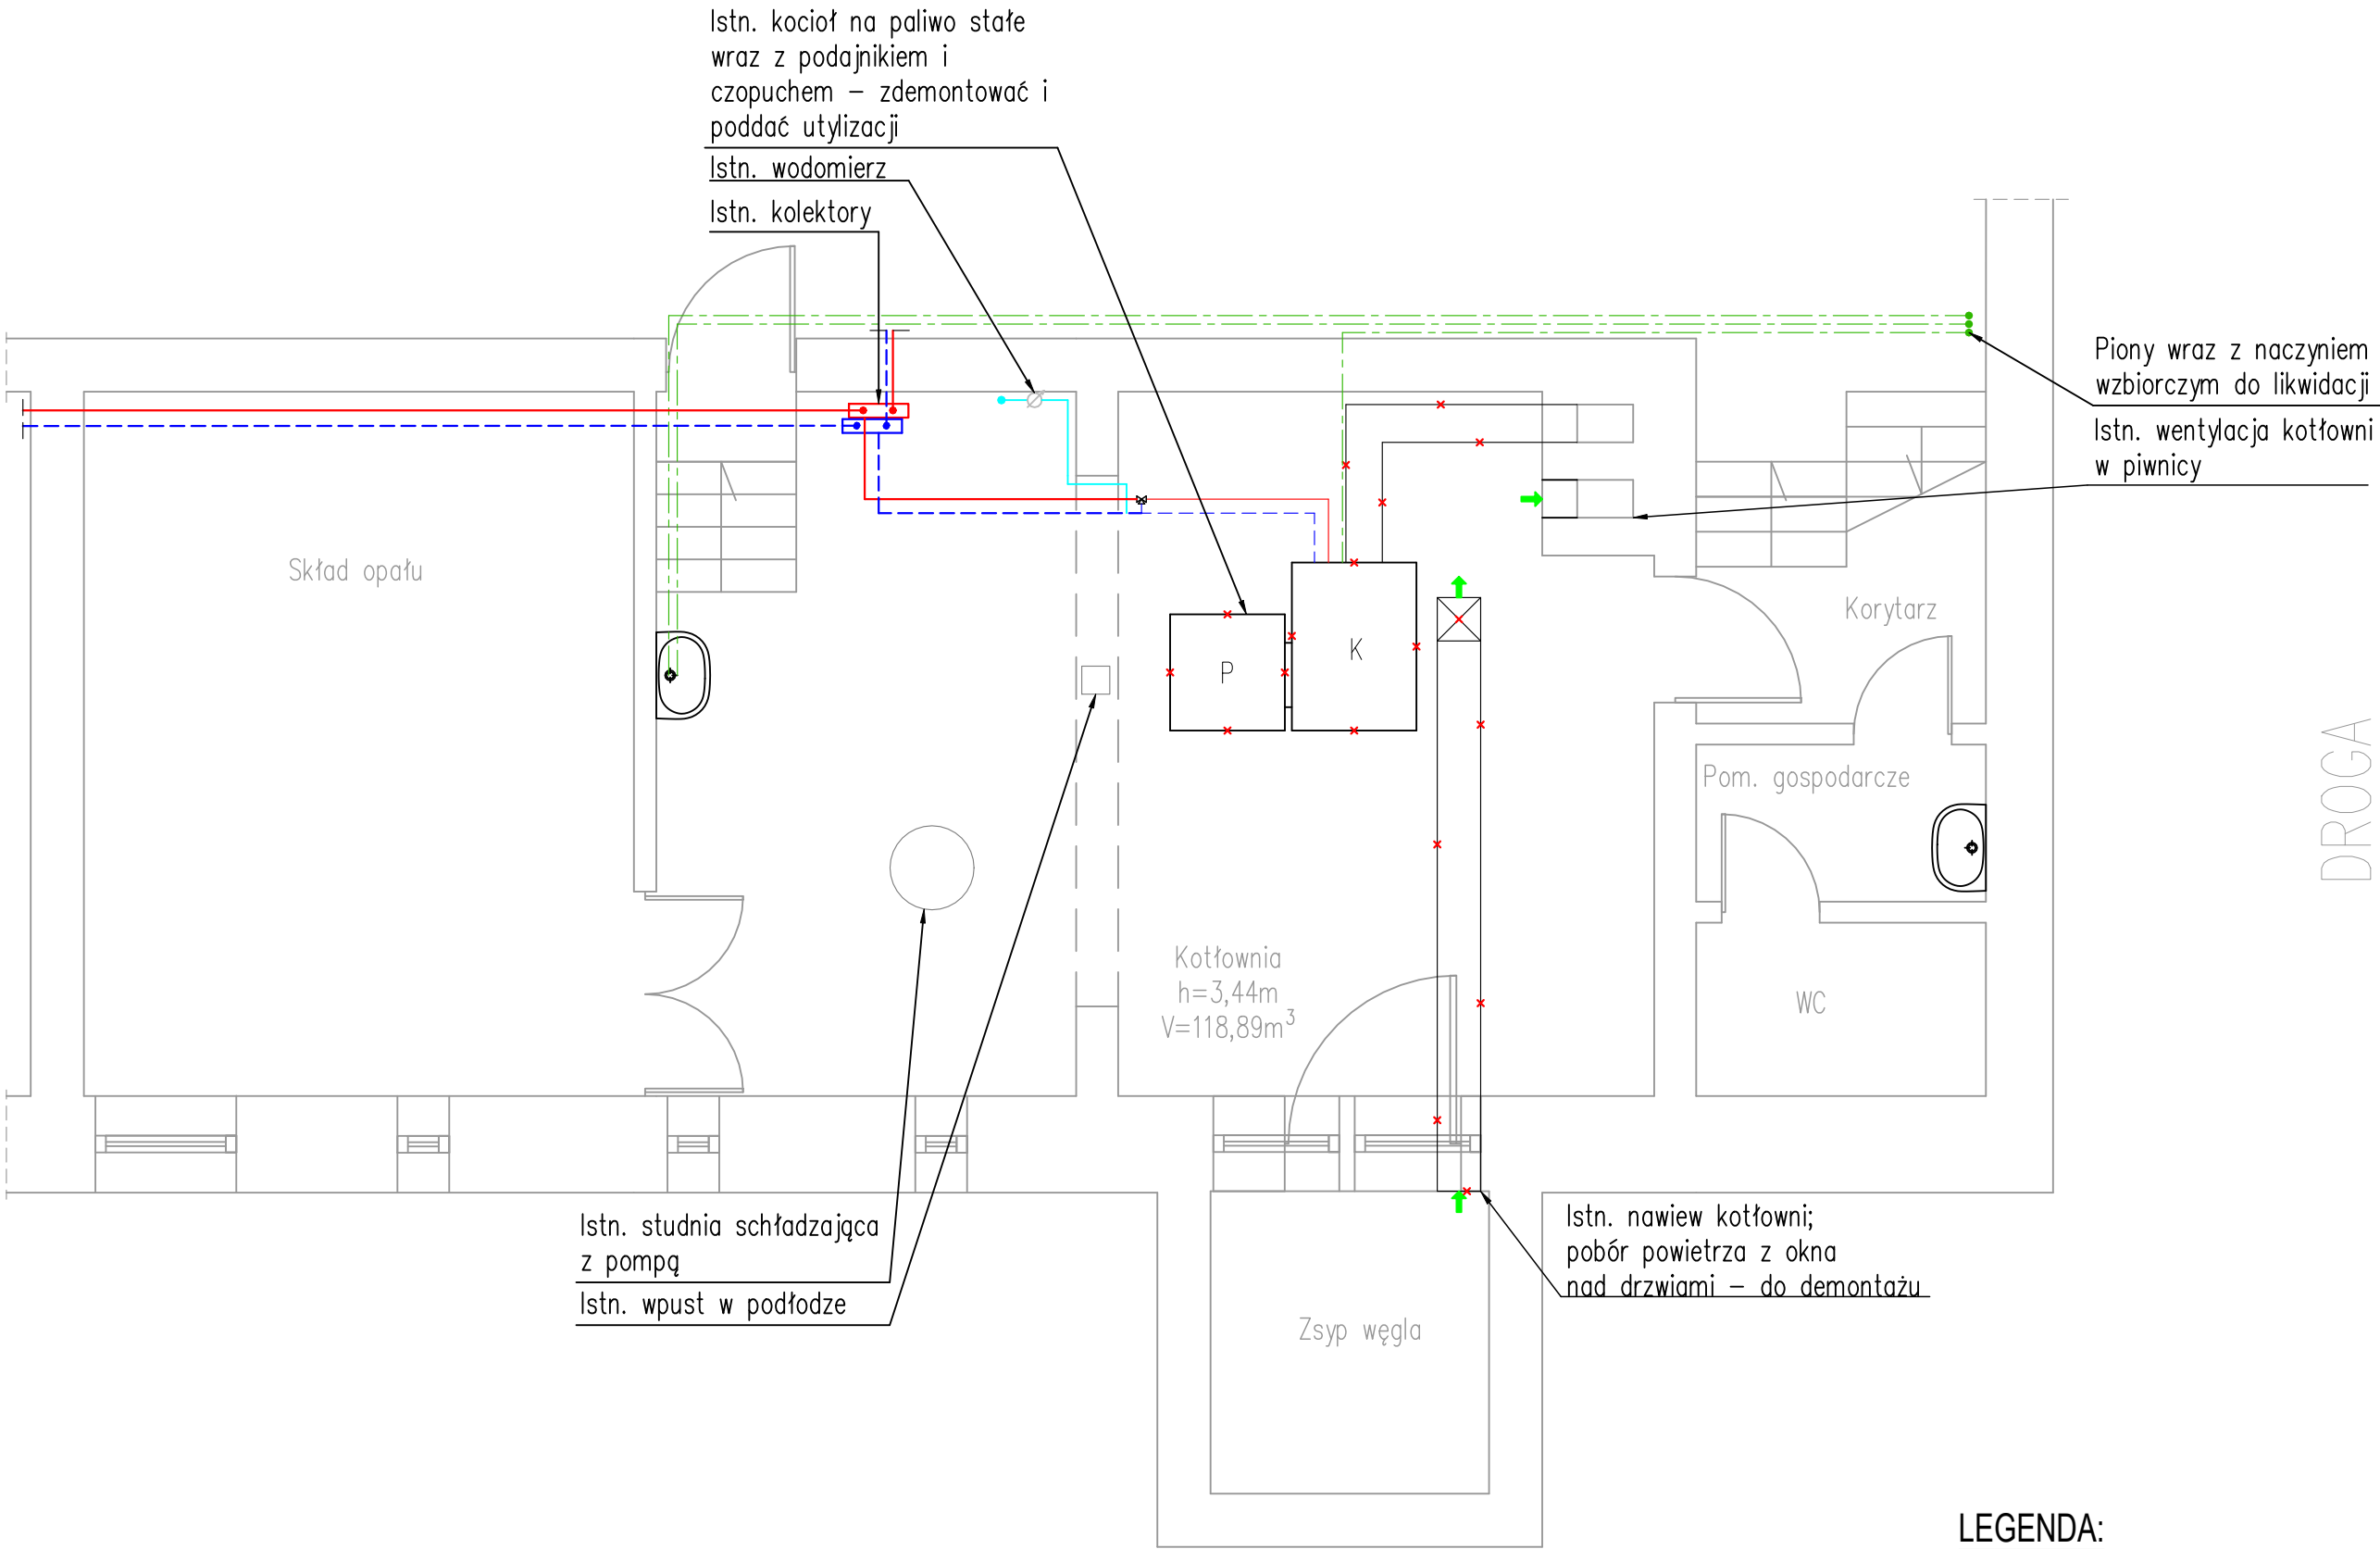 Istn. kocioł na paliwo stałe
wraz z podajnikiem i
czopuchem – zdemontować i
poddać utylizacji
Istn. wodomierz
Istn. kolektory
Piony wraz z naczyniem
wzbiorczym do likwidacji
Istn. wentylacja kotłowni
w piwnicy
Skład opału
Korytarz
K
P
Pom. gospodarcze
DROGA
Kotłownia
h=3,44m
V=118,89m³
WC
Istn. studnia schładzająca
z pompą
Istn. wpust w podłodze
Istn. nawiew kotłowni;
pobór powietrza z okna
nad drzwiami – do demontażu
Zsyp węgla
LEGENDA: